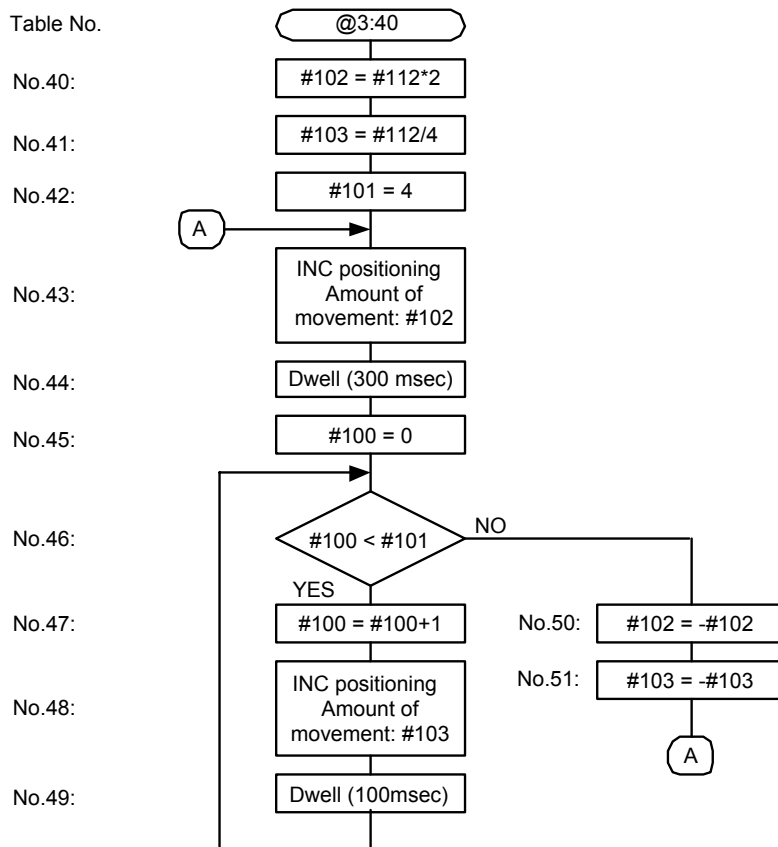 Table No.
@3:40
No.40:
#102 = #112*2
No.41:
#103 = #112/4
No.42:
#101 = 4
A
No.43:
INC positioning
Amount of
movement: #102
No.44:
Dwell (300 msec)
No.45:
#100 = 0
No.46:
#100 < #101
NO
YES
No.47:
#100 = #100+1
No.50:
#102 = -#102
No.48:
INC positioning
Amount of
movement: #103
No.51:
#103 = -#103
A
No.49:
Dwell (100msec)